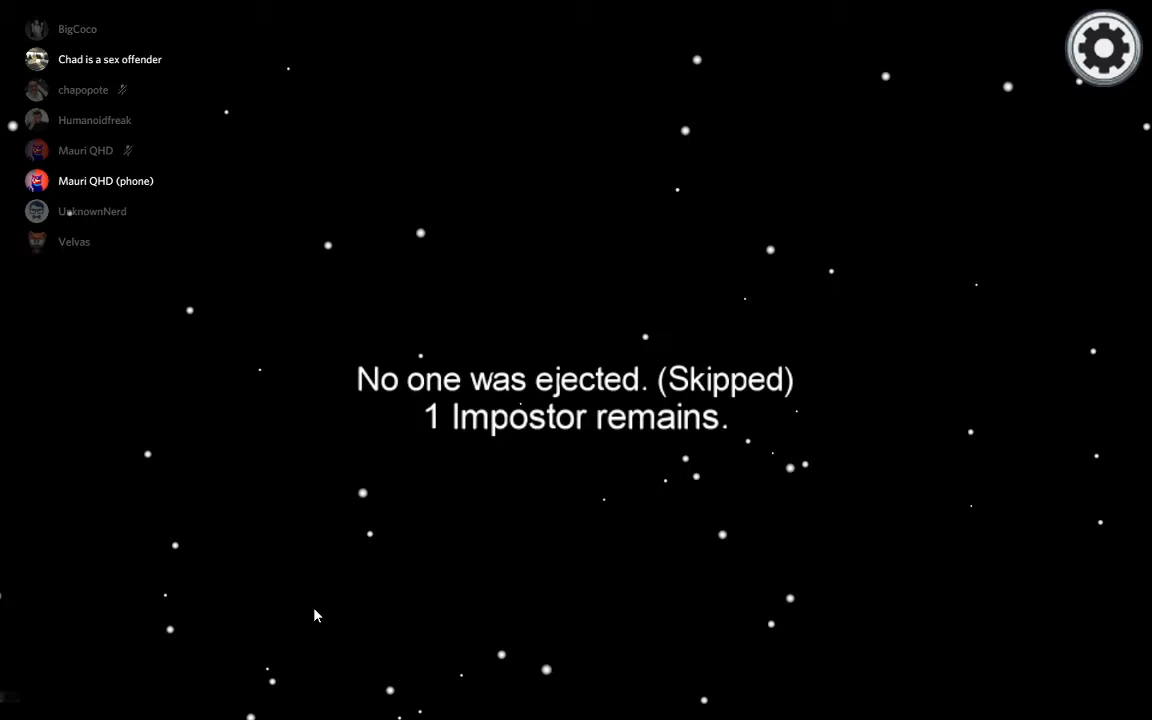 BigCoco
Chad is a sex offender
chapopote
Humanoidfreak
Mauri QHD
Mauri QHD (phone)
UnknownNerd
Velvas
No one was ejected. (Skipped)
1 Impostor remains.